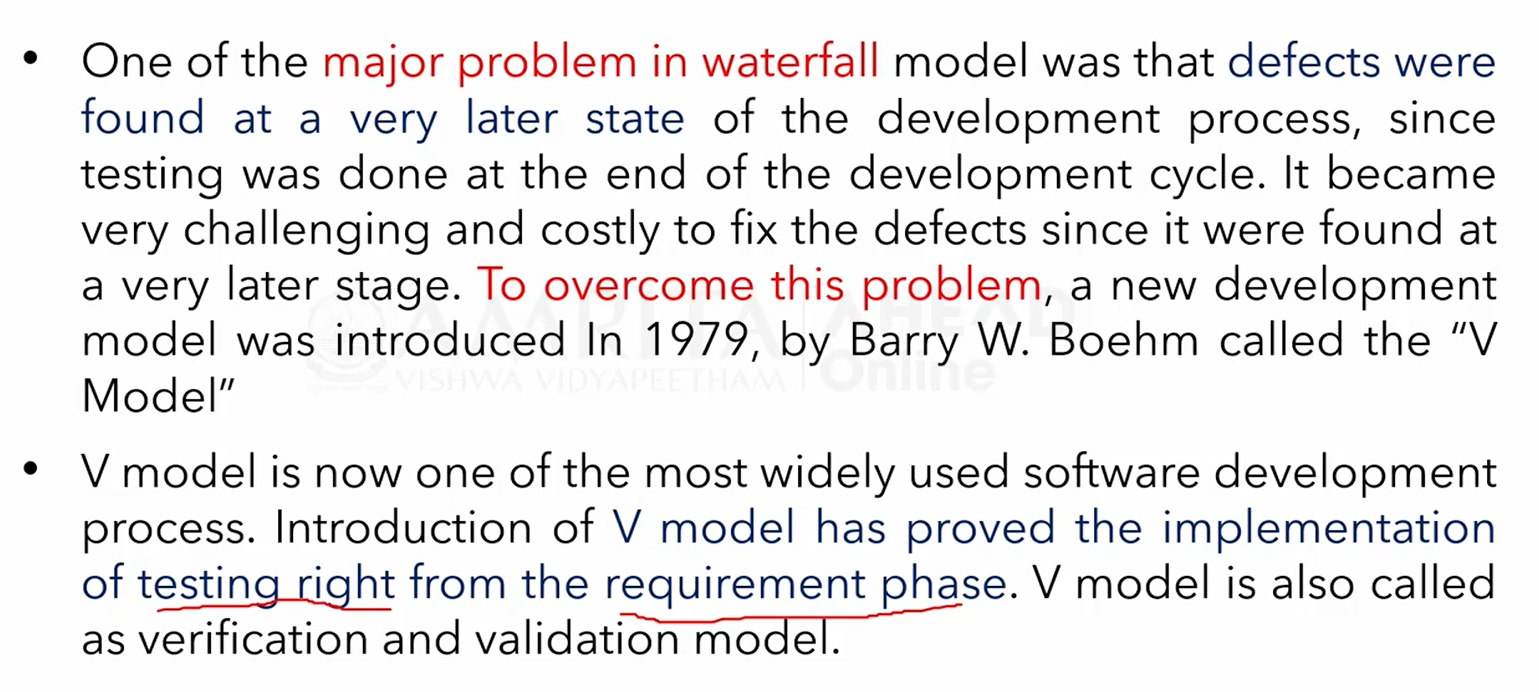 • One of the major problem in waterfall model was that defects were
found at a very later state of the development process, since
testing was done at the end of the development cycle. It became
very challenging and costly to fix the defects since it were found at
a very later stage. To overcome this problem, a new development
model was introduced In 1979, by Barry W. Boehm called the "V
Model"
• V model is now one of the most widely used software development
process. Introduction of V model has proved the implementation
of testing right from the requirement phase. V model is also called
as verification and validation model.
AMRITA AHEAD
VISHWA VIDYAPEETHAM Online